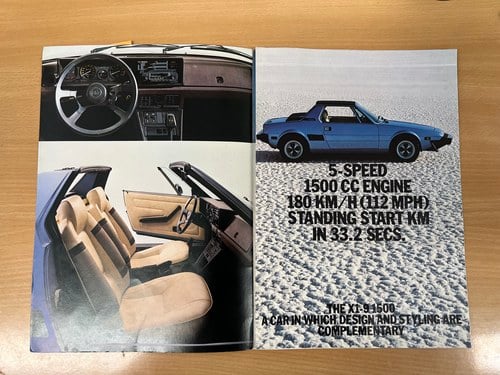 5-SPEED
1500 CC ENGINE
180 KM/H (112 MPH)
STANDING START KM
IN 33.2 SECS.
THE X1-9 1500
A CAR IN WHICH DESIGN AND STYLING ARE
COMPLEMENTARY